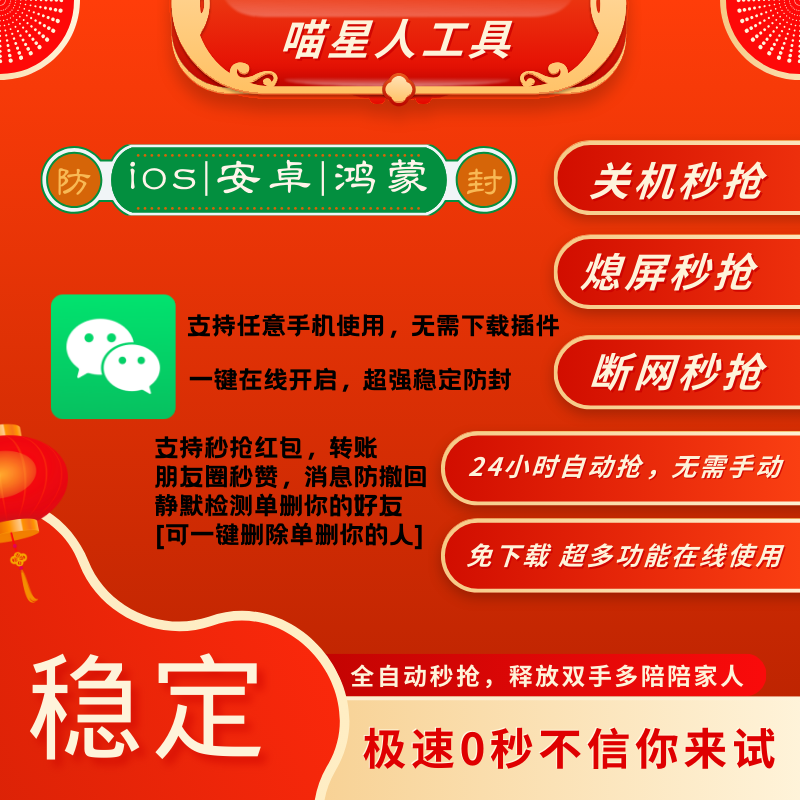 喵星人工具
防 ios|安卓|鸿蒙 封
关机秒抢
熄屏秒抢
断网秒抢
支持任意手机使用，无需下载插件
一键在线开启，超强稳定防封
支持秒抢红包，转账
朋友圈秒赞，消息防撤回
静默检测单删你的好友
[可一键删除单删你的人]
24小时自动抢，无需手动
免下载 超多功能在线使用
稳定
全自动秒抢，释放双手多陪陪家人
极速0秒不信你来试